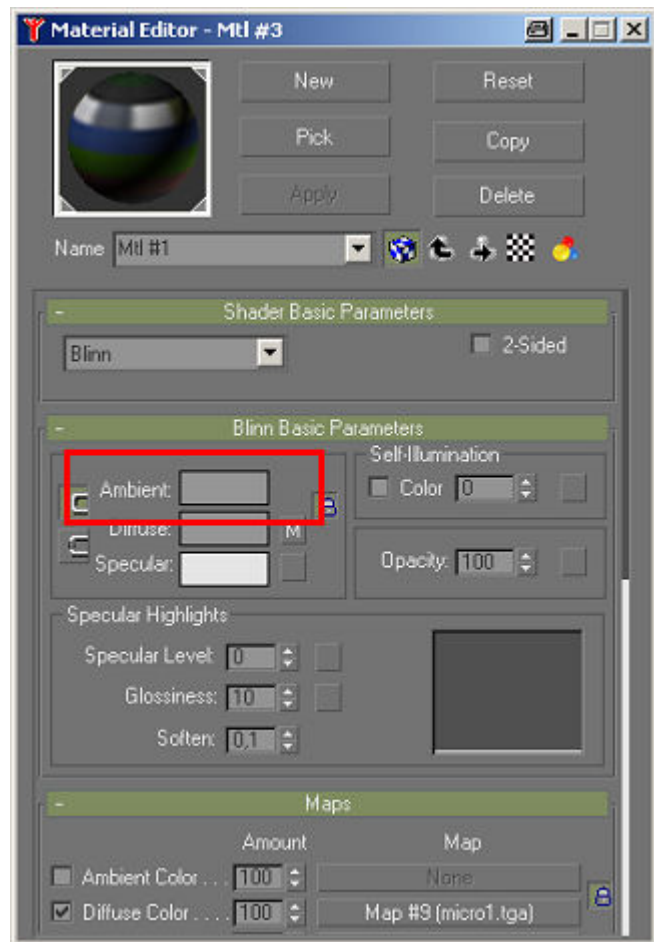 Material Editor - Mtl #3
New Reset
Pick Copy
Apply Delete
Name Mtl #1
- Shader Basic Parameters
Blinn 2-Sided
- Blinn Basic Parameters
Self-Illumination
Ambient: Color 0
Diffuse: M
Specular: Opacity: 100
Specular Highlights
Specular Level: 0
Glossiness: 10
Soften: 0,1
- Maps
Amount Map
Ambient Color . . . 100 None
Diffuse Color . . . . 100 Map #9 (micro1.tga)